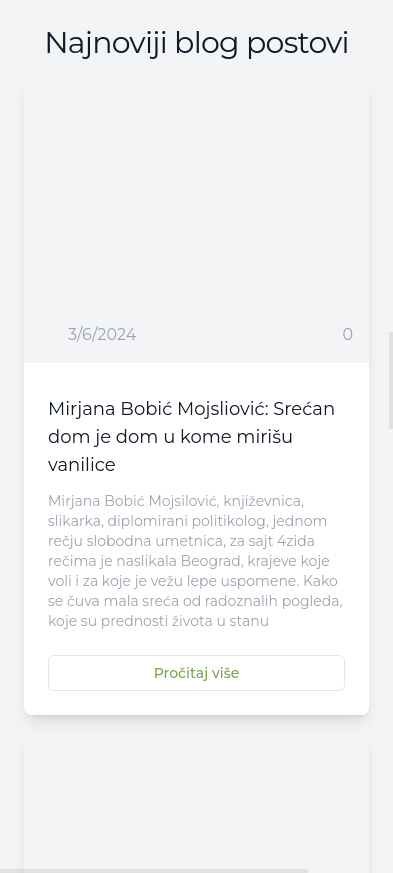 Najnoviji blog postovi
3/6/2024 0
Mirjana Bobić Mojsliović: Srećan
dom je dom u kome mirišu
vanilice
Mirjana Bobić Mojsilović, književnica,
slikarka, diplomirani politikolog, jednom
rečju slobodna umetnica, za sajt 4zida
rečima je naslikala Beograd, krajeve koje
voli i za koje je vežu lepe uspomene. Kako
se čuva mala sreća od radoznalih pogleda,
koje su prednosti života u stanu
Pročitaj više